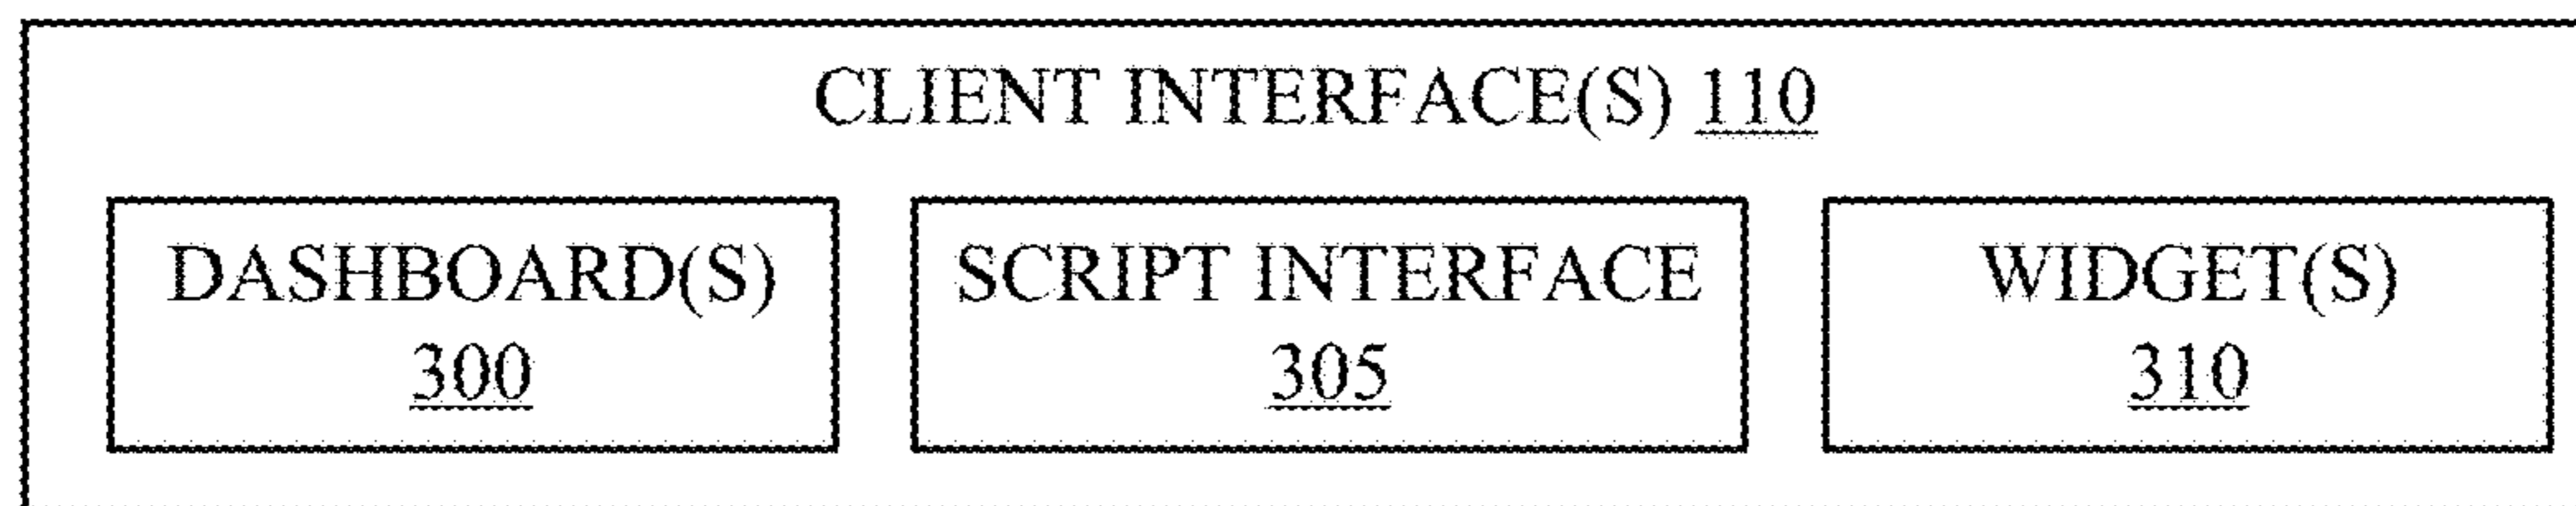 CLIENT INTERFACE(S) 110
DASHBOARD(S)
300
SCRIPT INTERFACE
305
WIDGET(S)
310